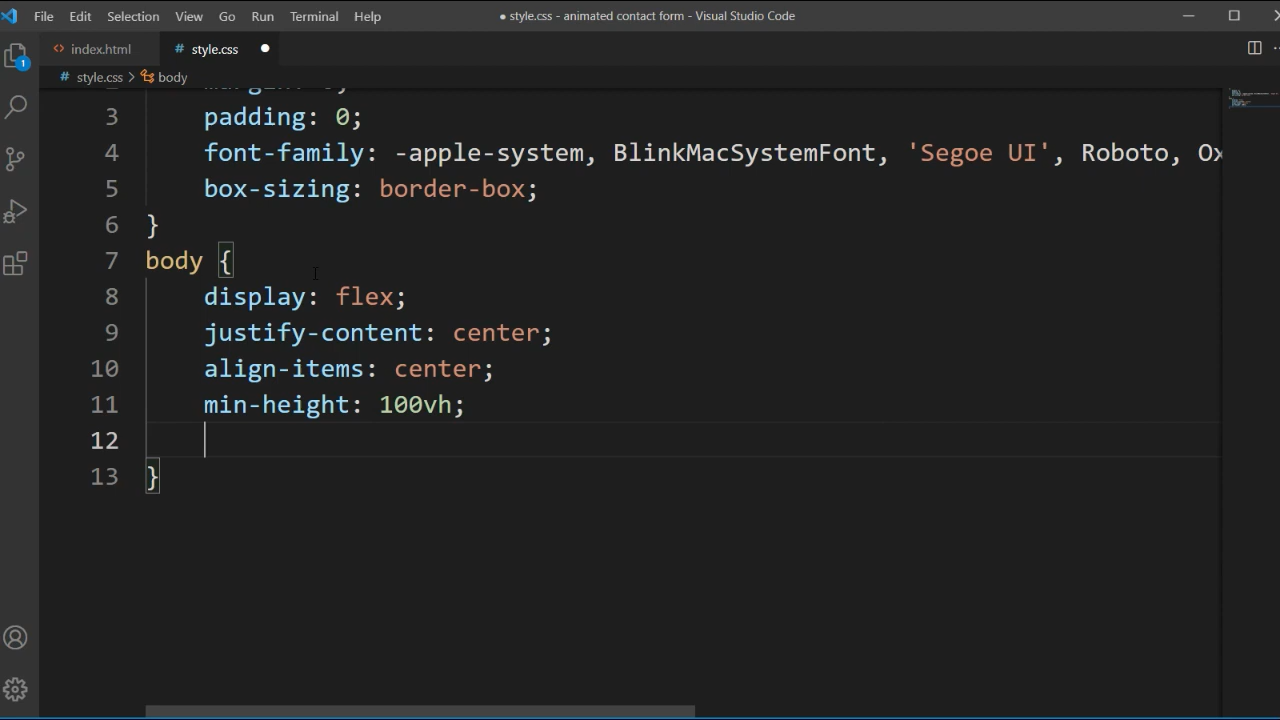 File Edit Selection View Go Run Terminal Help ● style.css - animated contact form - Visual Studio Code
index.html # style.css ●
1
# style.css > body
3 padding: 0;
4 font-family: -apple-system, BlinkMacSystemFont, 'Segoe UI', Roboto, Ox
5 box-sizing: border-box;
6 }
7 body {
8 display: flex;
9 justify-content: center;
10 align-items: center;
11 min-height: 100vh;
12
13 }